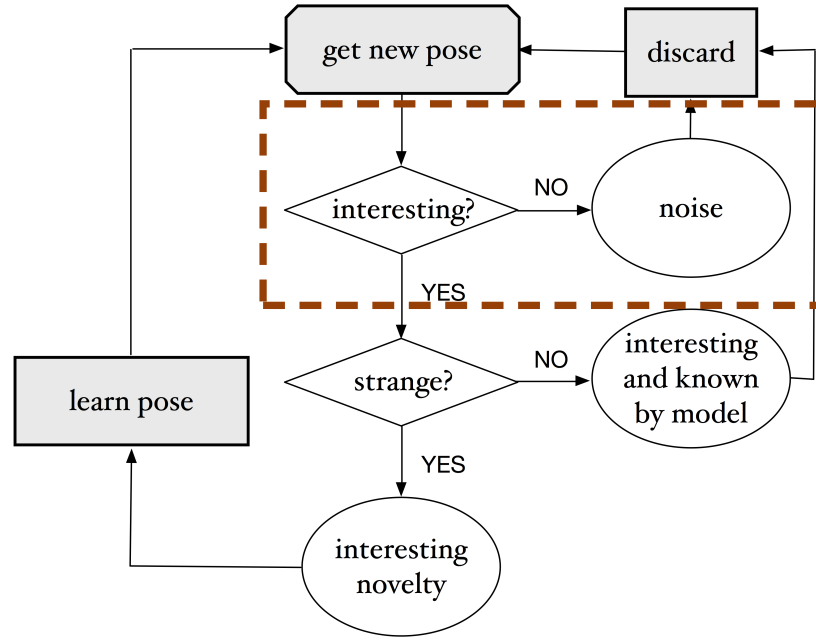 get new pose
discard
interesting?
NO
noise
YES
strange?
NO
interesting
and known
by model
learn pose
YES
interesting
novelty